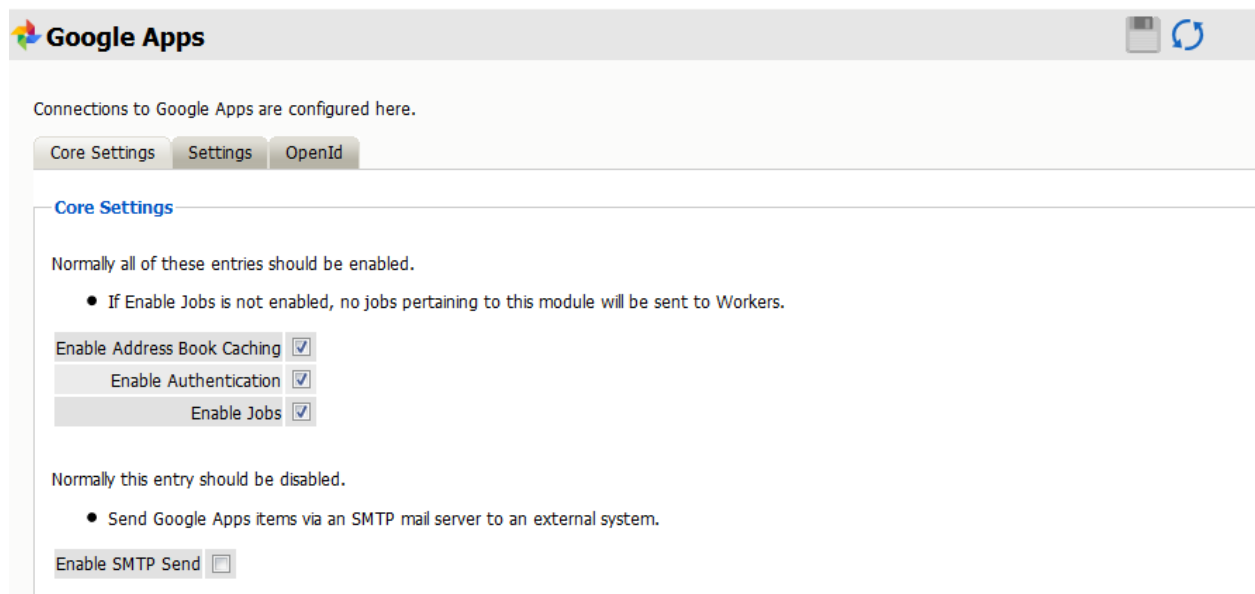 Google Apps
Connections to Google Apps are configured here.
Core Settings Settings OpenId
Core Settings
Normally all of these entries should be enabled.
● If Enable Jobs is not enabled, no jobs pertaining to this module will be sent to Workers.
Enable Address Book Caching
Enable Authentication
Enable Jobs
Normally this entry should be disabled.
● Send Google Apps items via an SMTP mail server to an external system.
Enable SMTP Send